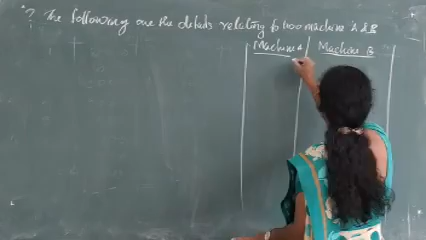 ? The following are the details relating to two machine A & B
Machine A Machine B